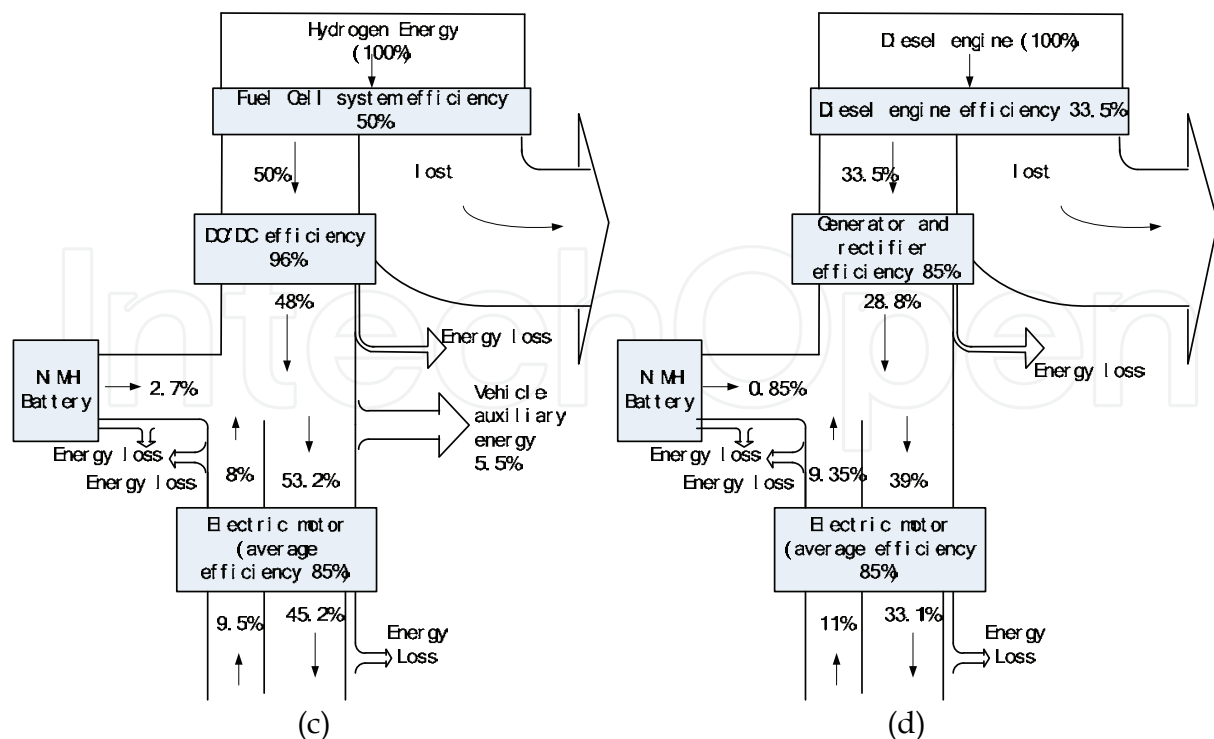 Hydrogen Energy
(100%)
Fuel Cell system efficiency
50%
50%
lost
DC/DC efficiency
96%
48%
Energy loss
NiMH
Battery
2.7%
Vehicle
auxiliary
energy
5.5%
Energy loss
Energy loss
8%
53.2%
Electric motor
(average
efficiency 85%)
9.5%
45.2%
Energy
Loss
(c)
Diesel engine (100%)
Diesel engine efficiency 33.5%
33.5%
lost
Generator and
rectifier
efficiency 85%
28.8%
Energy loss
NiMH
Battery
0.85%
Energy loss
Energy loss
9.35%
39%
Electric motor
(average efficiency
85%)
11%
33.1%
Energy
Loss
(d)
IntechOpen